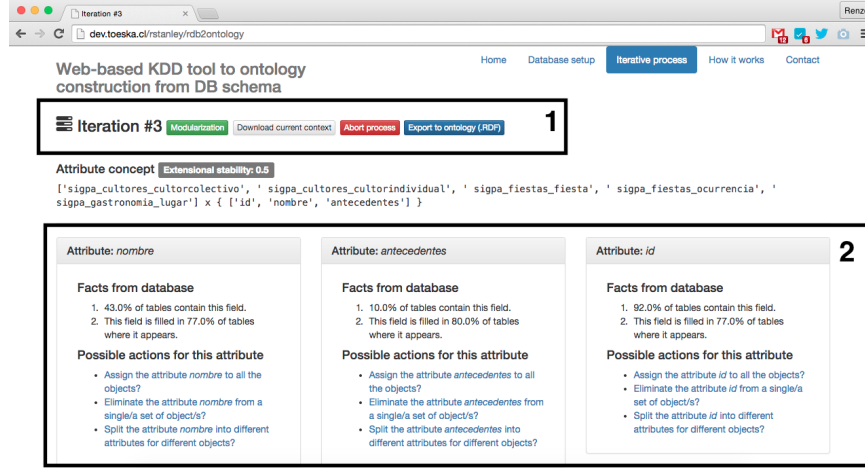 Iteration #3
Renzo
dev.toeska.cl/rstanley/rdb2ontology
Web-based KDD tool to ontology
construction from DB schema
Home Database setup Iterative process How it works Contact
Iteration #3 Modularization Download current context Abort process Export to ontology (.RDF) 1
Attribute concept Extensional stability: 0.5
['sigpa_cultores_cultorcolectivo', ' sigpa_cultores_cultorindividual', ' sigpa_fiestas_fiesta', ' sigpa_fiestas_ocurrencia', '
sigpa_gastronomia_lugar'] x { ['id', 'nombre', 'antecedentes'] }
2
Attribute: nombre
Facts from database
1. 43.0% of tables contain this field.
2. This field is filled in 77.0% of tables
where it appears.
Possible actions for this attribute
• Assign the attribute nombre to all the
objects?
• Eliminate the attribute nombre from a
single/a set of object/s?
• Split the attribute nombre into different
attributes for different objects?
Attribute: antecedentes
Facts from database
1. 10.0% of tables contain this field.
2. This field is filled in 80.0% of tables
where it appears.
Possible actions for this attribute
• Assign the attribute antecedentes to all
the objects?
• Eliminate the attribute antecedentes from
a single/a set of object/s?
• Split the attribute antecedentes into
different attributes for different objects?
Attribute: id
Facts from database
1. 92.0% of tables contain this field.
2. This field is filled in 77.0% of tables
where it appears.
Possible actions for this attribute
• Assign the attribute id to all the objects?
• Eliminate the attribute id from a single/a
set of object/s?
• Split the attribute id into different
attributes for different objects?